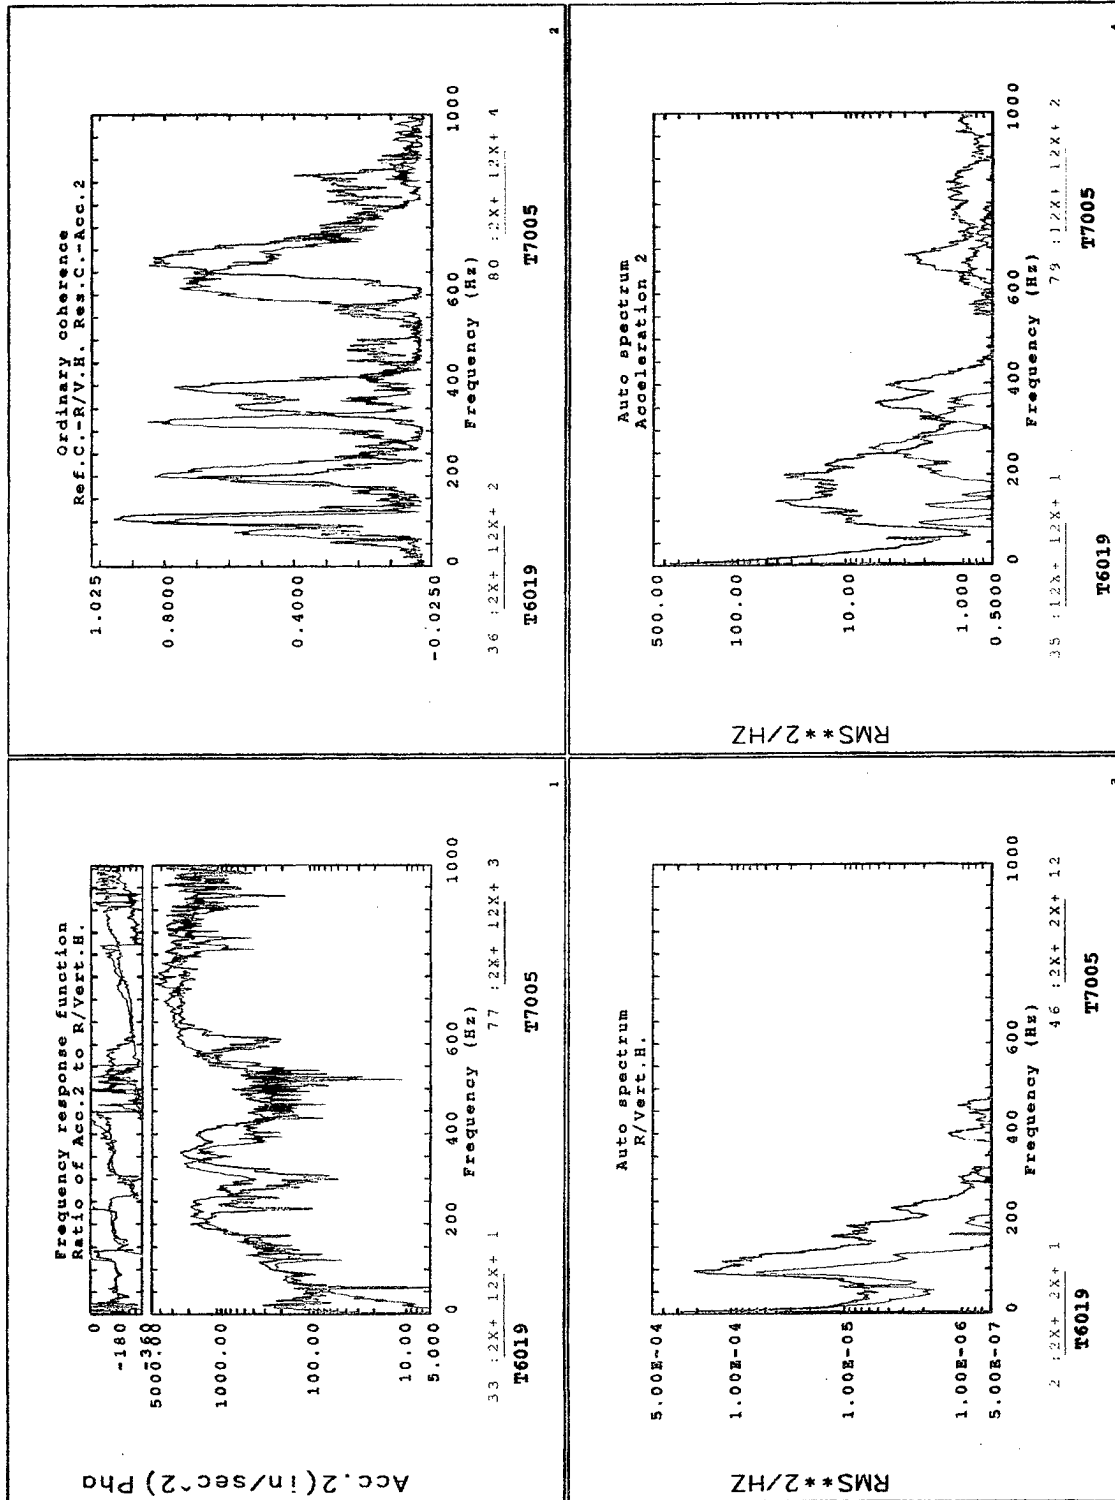 Frequency response function
Ratio of Acc.2 to R/Vert.H.
0
-180
-360
5000.0
1000.00
100.00
10.00
5.000
0 200 400 600 1000
Frequency (Hz)
33 :2X+ 12X+ 1 77 :2X+ 12X+ 3
T6019 T7005
Acc.2(in/sec^2) Pha
1
Ordinary coherence
Ref.C.-R/V.H. Res.C.-Acc.2
1.025
0.8000
0.4000
-0.0250
0 200 400 600 1000
Frequency (Hz)
36 :2X+ 12X+ 2 80 :2X+ 12X+ 4
T6019 T7005
2
Auto spectrum
R/Vert.H.
5.00E-04
1.00E-04
1.00E-05
1.00E-06
5.00E-07
0 200 400 600 1000
Frequency (Hz)
2 :2X+ 2X+ 1 46 :2X+ 2X+ 12
T6019 T7005
RMS**2/HZ
3
Auto spectrum
Acceleration 2
500.00
100.00
10.00
1.000
0.5000
0 200 400 600 1000
Frequency (Hz)
35 :12X+ 12X+ 1 79 :12X+ 12X+ 2
T6019 T7005
RMS**2/HZ